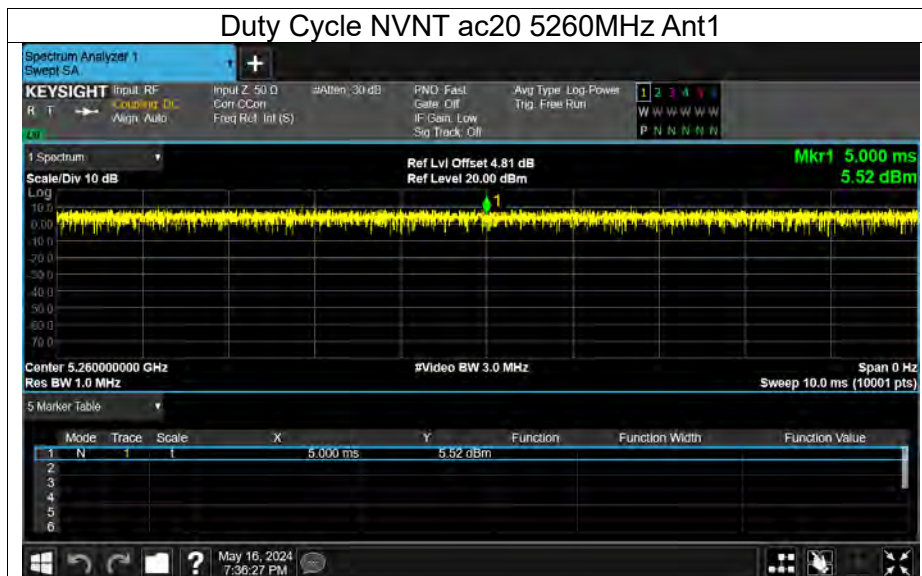 Duty Cycle NVNT ac20 5260MHz Ant1
Spectrum Analyzer 1
Swept SA
+
KEYSIGHT Input: RF Input Z: 50 Ω #Atten: 30 dB PNO: Fast Avg Type: Log-Power 1 2 3 4 5 6
R T Coupling: DC Corr CCorr Gate: Off Trig: Free Run W W W W W W
Align: Auto Freq Ref: Int (S) IF Gain: Low
Sig Track: Off P N N N N N
1 Spectrum Ref Lvl Offset 4.81 dB Mkr1 5.000 ms
Scale/Div 10 dB Ref Level 20.00 dBm 5.52 dBm
Log
10.0
0.00
-10.0
-20.0
-30.0
-40.0
-50.0
-60.0
-70.0
1
Center 5.260000000 GHz #Video BW 3.0 MHz Span 0 Hz
Res BW 1.0 MHz Sweep 10.0 ms (10001 pts)
5 Marker Table
Mode Trace Scale X Y Function Function Width Function Value
1 N 1 t 5.000 ms 5.52 dBm
2
3
4
5
6
? May 16, 2024
7:36:27 PM